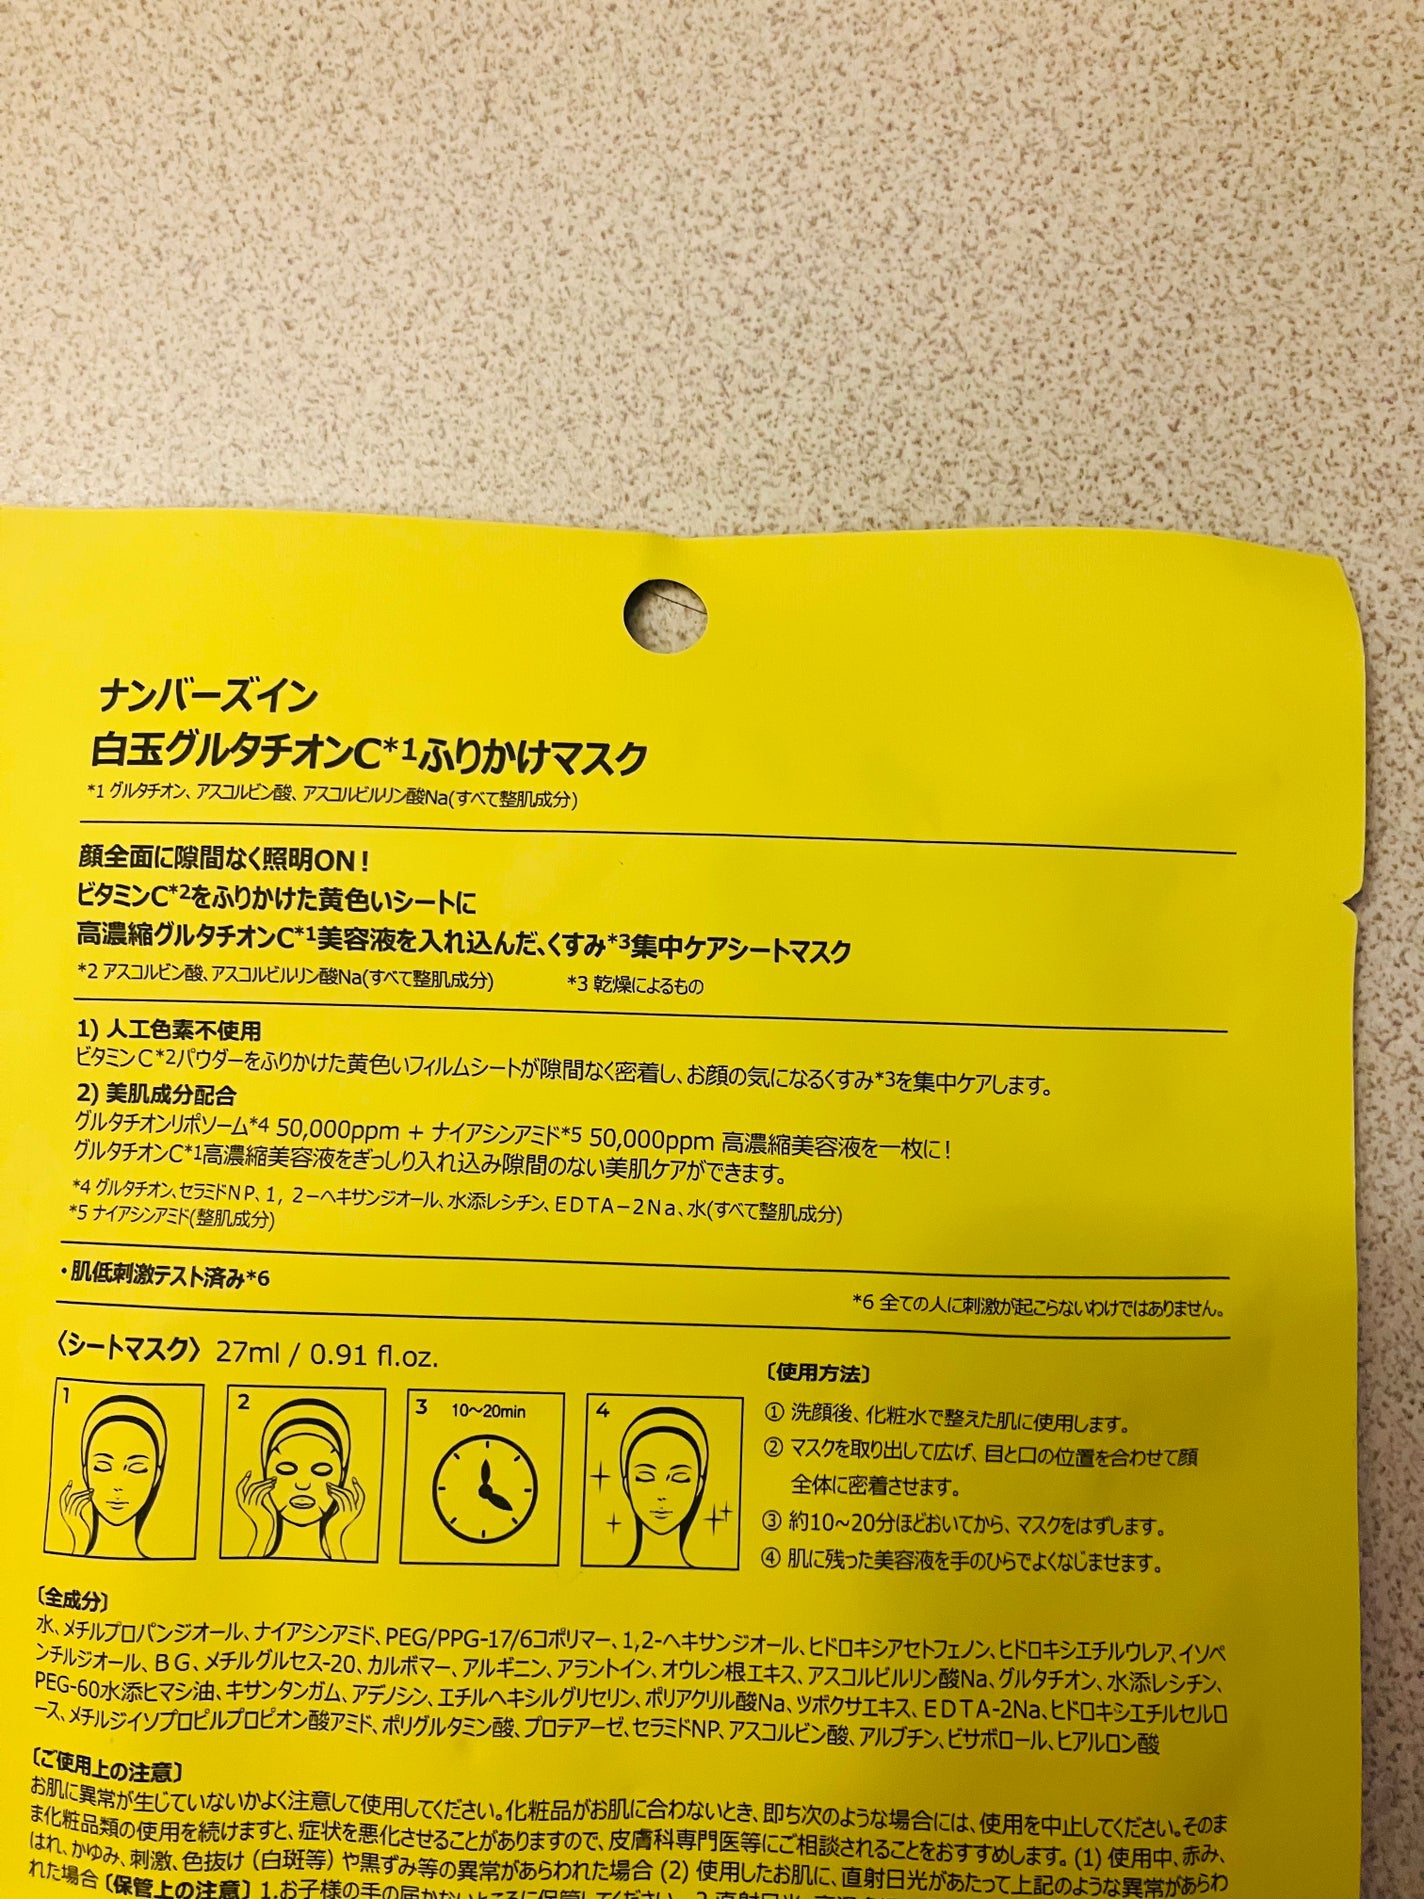 ナンバーズイン
白玉グルタチオンC*1ふりかけマスク
*1 グルタチオン、アスコルビン酸、アスコルビルリン酸Na(すべて整肌成分)
顔全面に隙間なく照明ON！
ビタミンC*2をふりかけた黄色いシートに
高濃縮グルタチオンC*1美容液を入れ込んだ、くすみ*3集中ケアシートマスク
*2 アスコルビン酸、アスコルビルリン酸Na(すべて整肌成分) *3 乾燥によるもの
1) 人工色素不使用
ビタミンC*2パウダーをふりかけた黄色いフィルムシートが隙間なく密着し、お顔の気になるくすみ*3を集中ケアします。
2) 美肌成分配合
グルタチオンリポソーム*4 50,000ppm + ナイアシンアミド*5 50,000ppm 高濃縮美容液を一枚に！
グルタチオンC*1高濃縮美容液をぎっしり入れ込み隙間のない美肌ケアができます。
*4 グルタチオン、セラミドNP、1, 2－ヘキサンジオール、水添レシチン、EDTA－2Na、水(すべて整肌成分)
*5 ナイアシンアミド(整肌成分)
・肌低刺激テスト済み*6
*6 全ての人に刺激が起こらないわけではありません。
〈シートマスク〉 27ml / 0.91 fl.oz.
1
2
3 10～20min
4
〔使用方法〕
① 洗顔後、化粧水で整えた肌に使用します。
② マスクを取り出して広げ、目と口の位置を合わせて顔
全体に密着させます。
③ 約10～20分ほどおいてから、マスクをはずします。
④ 肌に残った美容液を手のひらでよくなじませます。
〔全成分〕
水、メチルプロパンジオール、ナイアシンアミド、PEG/PPG-17/6コポリマー、1,2-ヘキサンジオール、ヒドロキシアセトフェノン、ヒドロキシエチルウレア、イソペ
ンチルジオール、BG、メチルグルセス-20、カルボマー、アルギニン、アラントイン、オウレン根エキス、アスコルビルリン酸Na、グルタチオン、水添レシチン、
PEG-60水添ヒマシ油、キサンタンガム、アデノシン、エチルヘキシルグリセリン、ポリアクリル酸Na、ツボクサエキス、EDTA-2Na、ヒドロキシエチルセルロ
ース、メチルジイソプロピルプロピオン酸アミド、ポリグルタミン酸、プロテアーゼ、セラミドNP、アスコルビン酸、アルブチン、ビサボロール、ヒアルロン酸
〔ご使用上の注意〕
お肌に異常が生じていないかよく注意して使用してください。化粧品がお肌に合わないとき、即ち次のような場合には、使用を中止してください。そのま
ま化粧品類の使用を続けますと、症状を悪化させることがありますので、皮膚科専門医等にご相談されることをおすすめします。(1) 使用中、赤み、
はれ、かゆみ、刺激、色抜け（白斑等）や黒ずみ等の異常があらわれた場合 (2) 使用したお肌に、直射日光があたって上記のような異常があらわ
れた場合〔保管上の注意〕1.お子様の手の届かないところに保管してください。